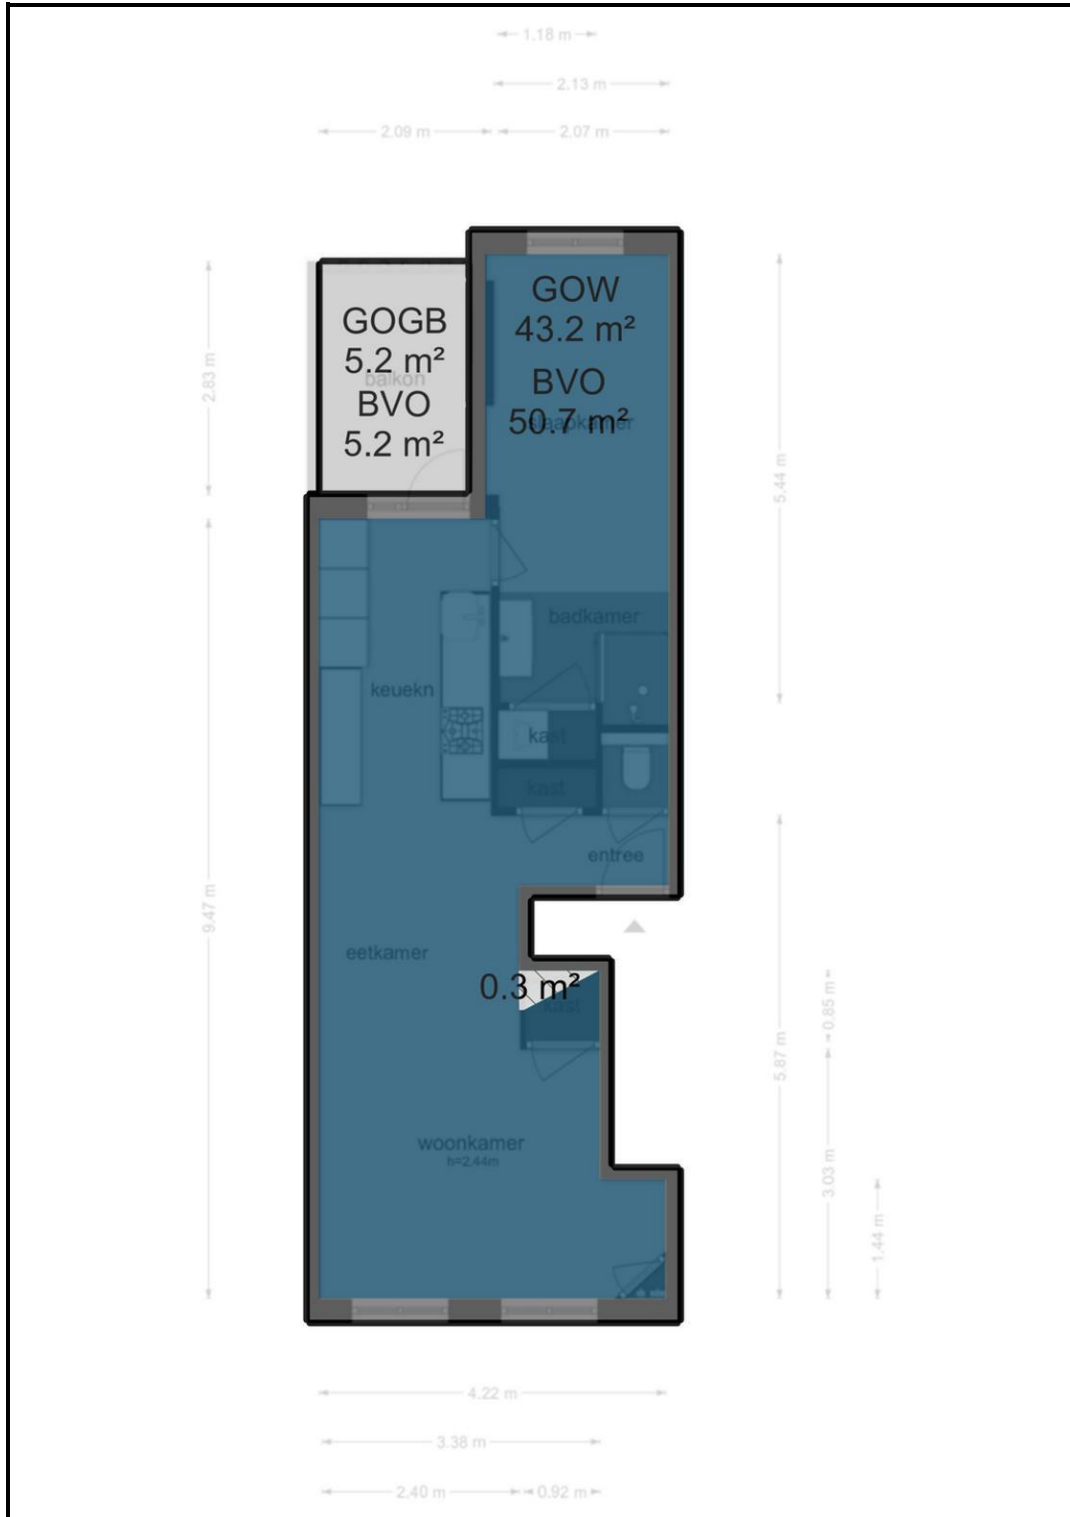 1.18 m
2.13 m
2.09 m
2.07 m
GOW
43.2 m²
BVO
50.7 m²
slaapkamer
GOGB
5.2 m²
balkon
BVO
5.2 m²
2.83 m
5.44 m
badkamer
keuekn
kast
kast
entree
9.47 m
eetkamer
0.3 m²
kast
0.85 m
5.87 m
woonkamer
h=2.44m
3.03 m
1.44 m
4.22 m
3.38 m
2.40 m
0.92 m